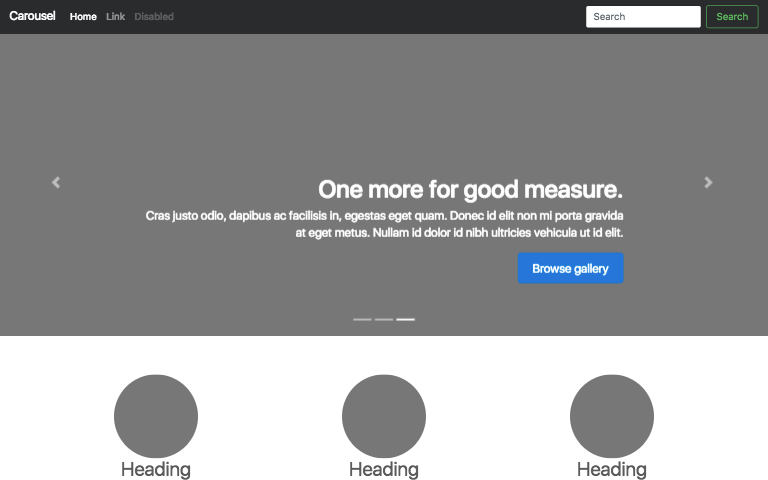 Carousel Home Link Disabled Search Search
One more for good measure.
Cras justo odio, dapibus ac facilisis in, egestas eget quam. Donec id elit non mi porta gravida
at eget metus. Nullam id dolor id nibh ultricies vehicula ut id elit.
Browse gallery
Heading Heading Heading